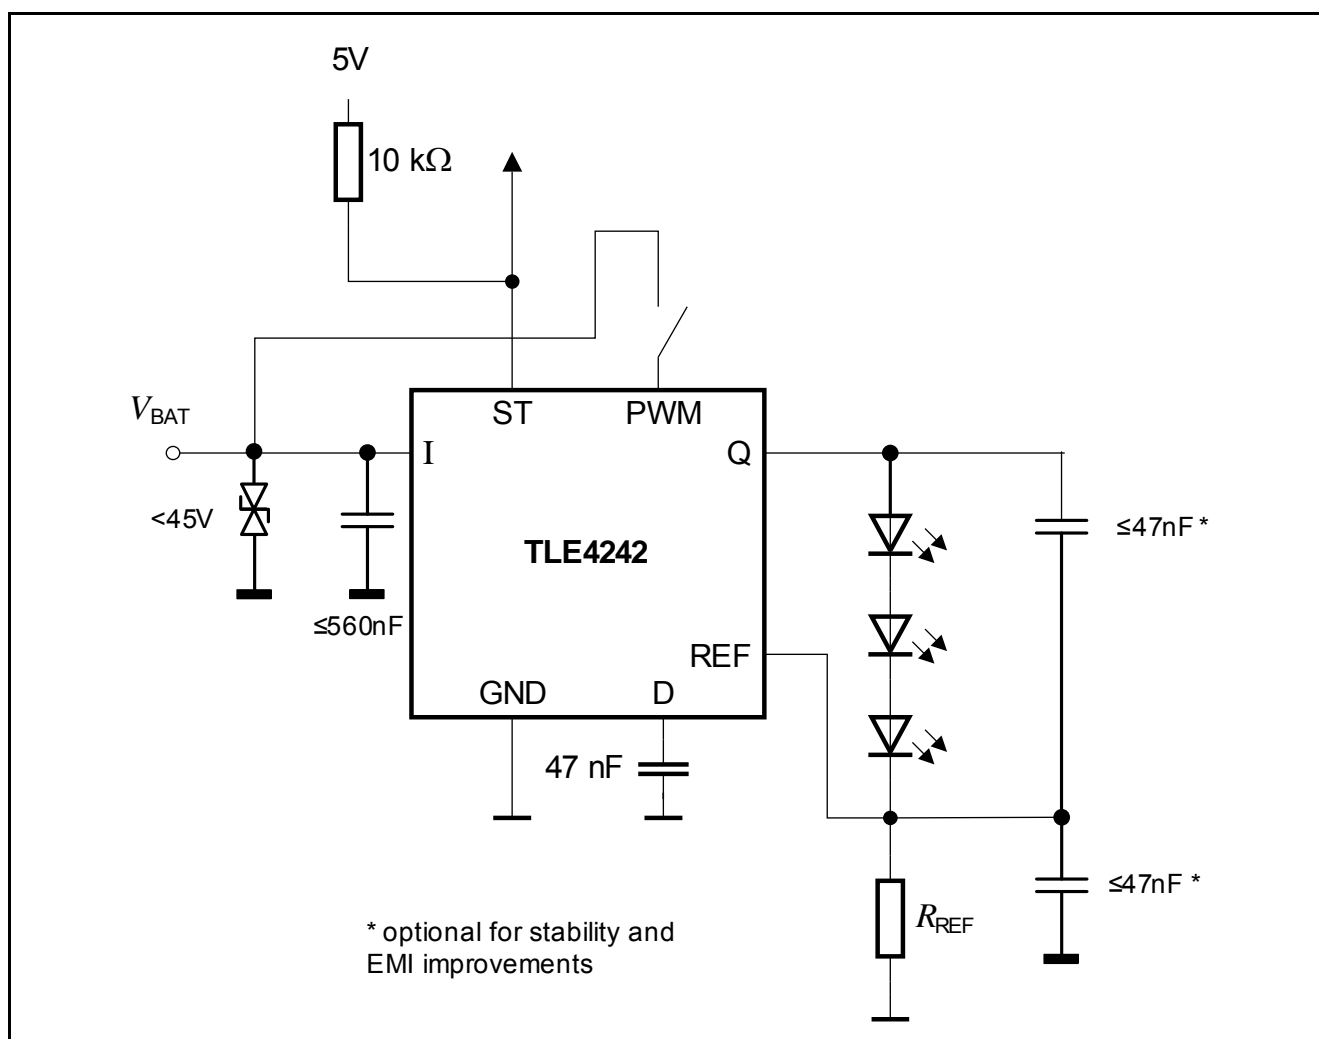 5V
10 kΩ
V_BAT
ST
PWM
I
Q
<45V
≤47nF *
TLE4242
≤560nF
REF
GND
D
47 nF
≤47nF *
R_REF
* optional for stability and
EMI improvements